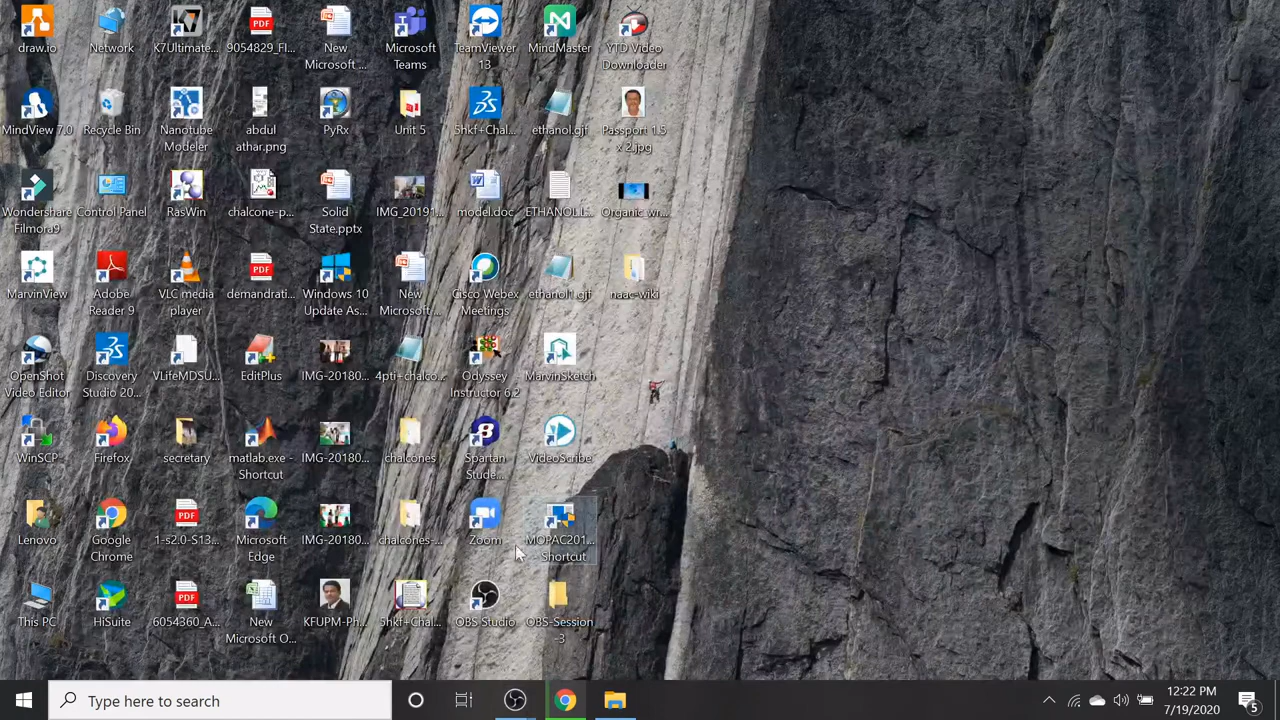 draw.io
Network
K7Ultimate...
9054829_Fl...
New
Microsoft ...
Microsoft
Teams
TeamViewer
13
MindMaster
YTD Video
Downloader
MindView 7.0
Recycle Bin
Nanotube
Modeler
abdul
athar.png
PyRx
Unit 5
5hkf+Chal...
ethanol.gjf
Passport 1.5
x 2.jpg
Wondershare
Filmora9
Control Panel
RasWin
chalcone-p...
Solid
State.pptx
IMG_20191...
model.doc
ETHANOL.l...
Organic_wr...
MarvinView
Adobe
Reader 9
VLC media
player
demandrati...
Windows 10
Update As...
New
Microsoft ...
Cisco Webex
Meetings
ethanol1.gjf
naac-wiki
OpenShot
Video Editor
Discovery
Studio 20...
VLifeMDSU...
EditPlus
IMG-20180...
4pti+chalco...
Odyssey
Instructor 6.2
MarvinSketch
WinSCP
Firefox
secretary
matlab.exe -
Shortcut
IMG-20180...
chalcones
Spartan
Stude...
VideoScribe
Lenovo
Google
Chrome
1-s2.0-S13...
Microsoft
Edge
IMG-20180...
chalcones-...
Zoom
MOPAC201...
- Shortcut
This PC
HiSuite
6054360_A...
New
Microsoft O...
KFUPM-Ph...
5hkf+Chal...
OBS Studio
OBS-Session
-3
Type here to search
12:22 PM
7/19/2020
5